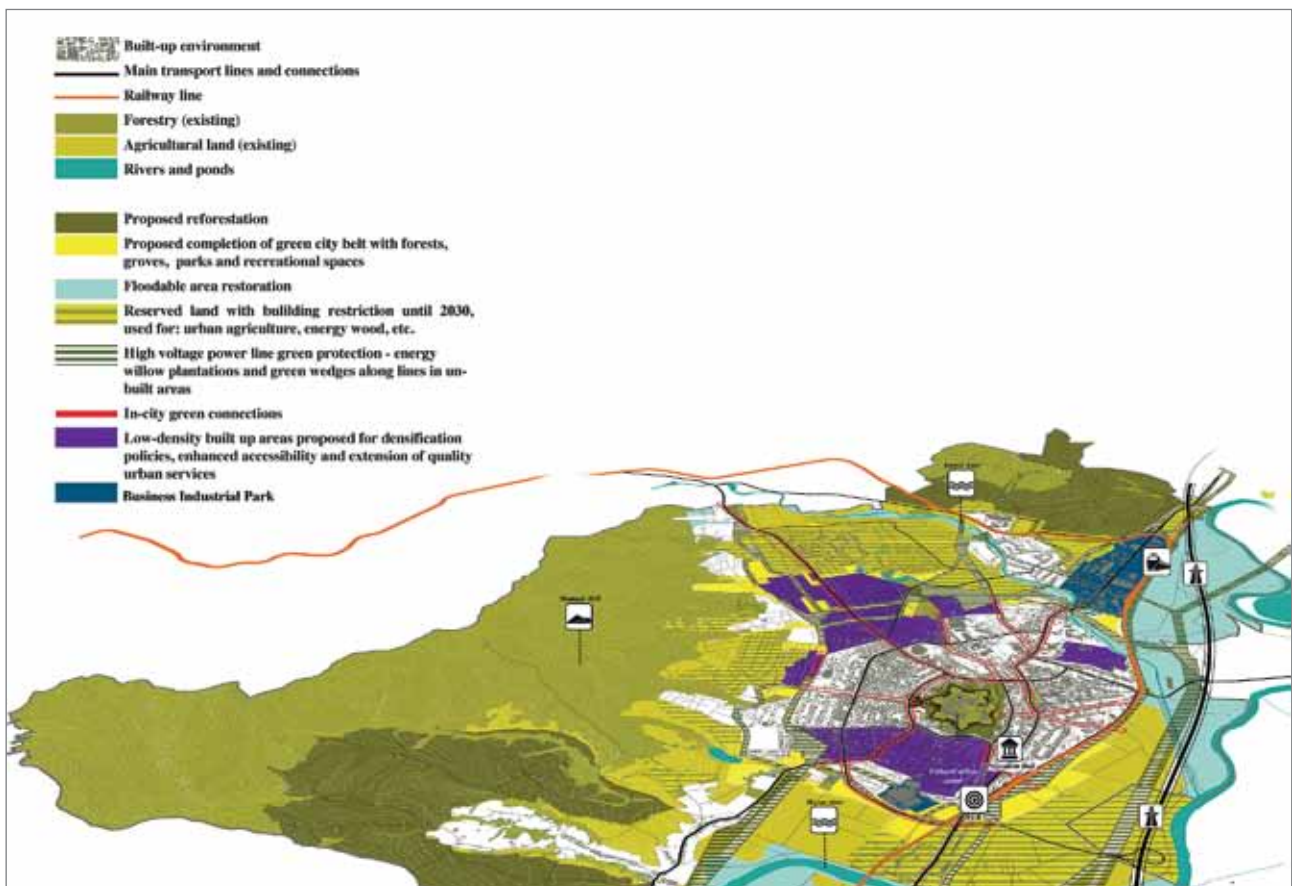 Built-up environment
Main transport lines and connections
Railway line
Forestry (existing)
Agricultural land (existing)
Rivers and ponds
Proposed reforestation
Proposed completion of green city belt with forests,
groves, parks and recreational spaces
Floodable area restoration
Reserved land with bulilding restriction until 2030,
used for: urban agriculture, energy wood, etc.
High voltage power line green protection - energy
willow plantations and green wedges along lines in un-
built areas
In-city green connections
Low-density built up areas proposed for densification
policies, enhanced accessibility and extension of quality
urban services
Business Industrial Park